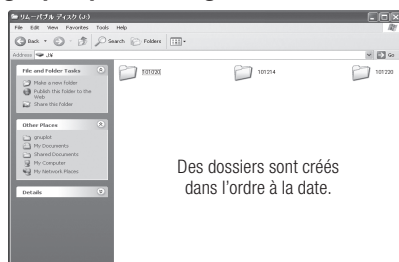 リムーバブル ディスク (J:)
File Edit View Favorites Tools Help
Back Search Folders
Address J:¥ Go
File and Folder Tasks
Make a new folder
Publish this folder to the
Web
Share this folder
Other Places
gnuplot
My Documents
Shared Documents
My Computer
My Network Places
Details
101214
101220
Des dossiers sont créés
dans l'ordre à la date.